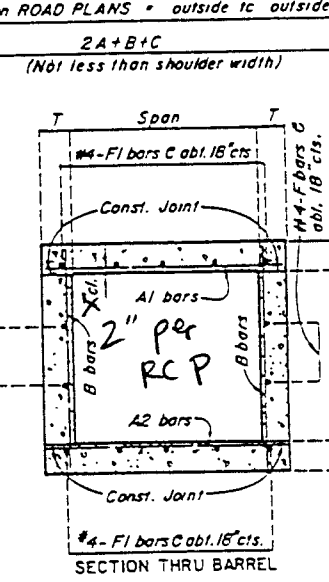 n ROAD PLANS = outside to outside
2A+B+C
(Not less than shoulder width)
T Span T
#4-F1 bars @ abt. 18" cts
#4-F bars @
abt. 18" cts.
Const. Joint
A1 bars
cl.
2" per
RCP
B bars
B bars
A2 bars
Const. Joint
#4-F1 bars @ abt. 18" cts.
SECTION THRU BARREL